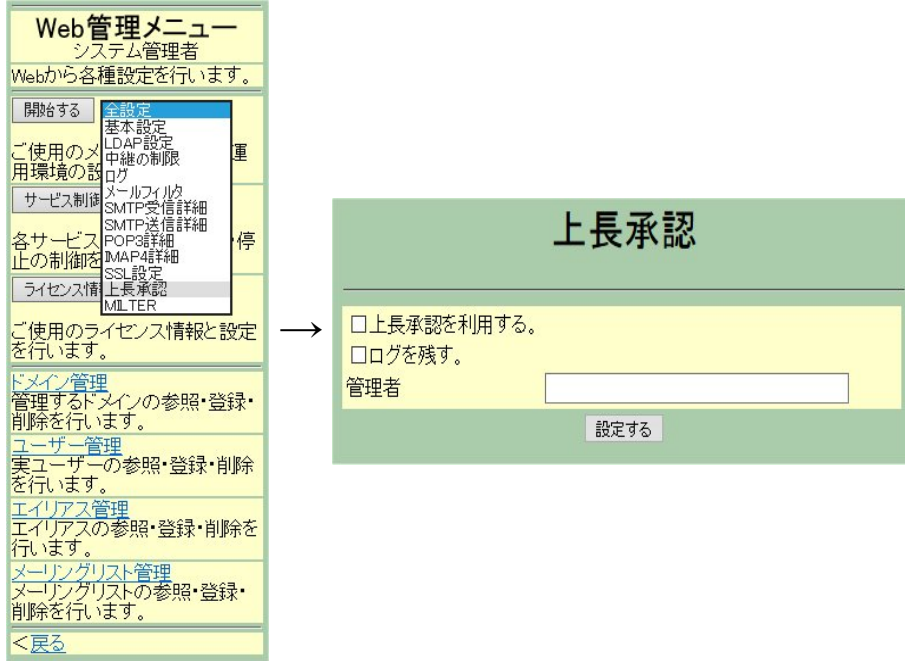 Web管理メニュー
システム管理者
Webから各種設定を行います。
開始する
全設定
基本設定
LDAP設定
中継の制限
ログ
メールフィルタ
SMTP受信詳細
SMTP送信詳細
POP3詳細
IMAP4詳細
SSL設定
上長承認
MILTER
ご使用のメ 運
用環境の設
サービス制御
各サービス ・停
止の制御を
ライセンス情
ご使用のライセンス情報と設定
を行います。
ドメイン管理
管理するドメインの参照・登録・
削除を行います。
ユーザー管理
実ユーザーの参照・登録・削除
を行います。
エイリアス管理
エイリアスの参照・登録・削除を
行います。
メーリングリスト管理
メーリングリストの参照・登録・
削除を行います。
<戻る
→
上長承認
□上長承認を利用する。
□ログを残す。
管理者
設定する